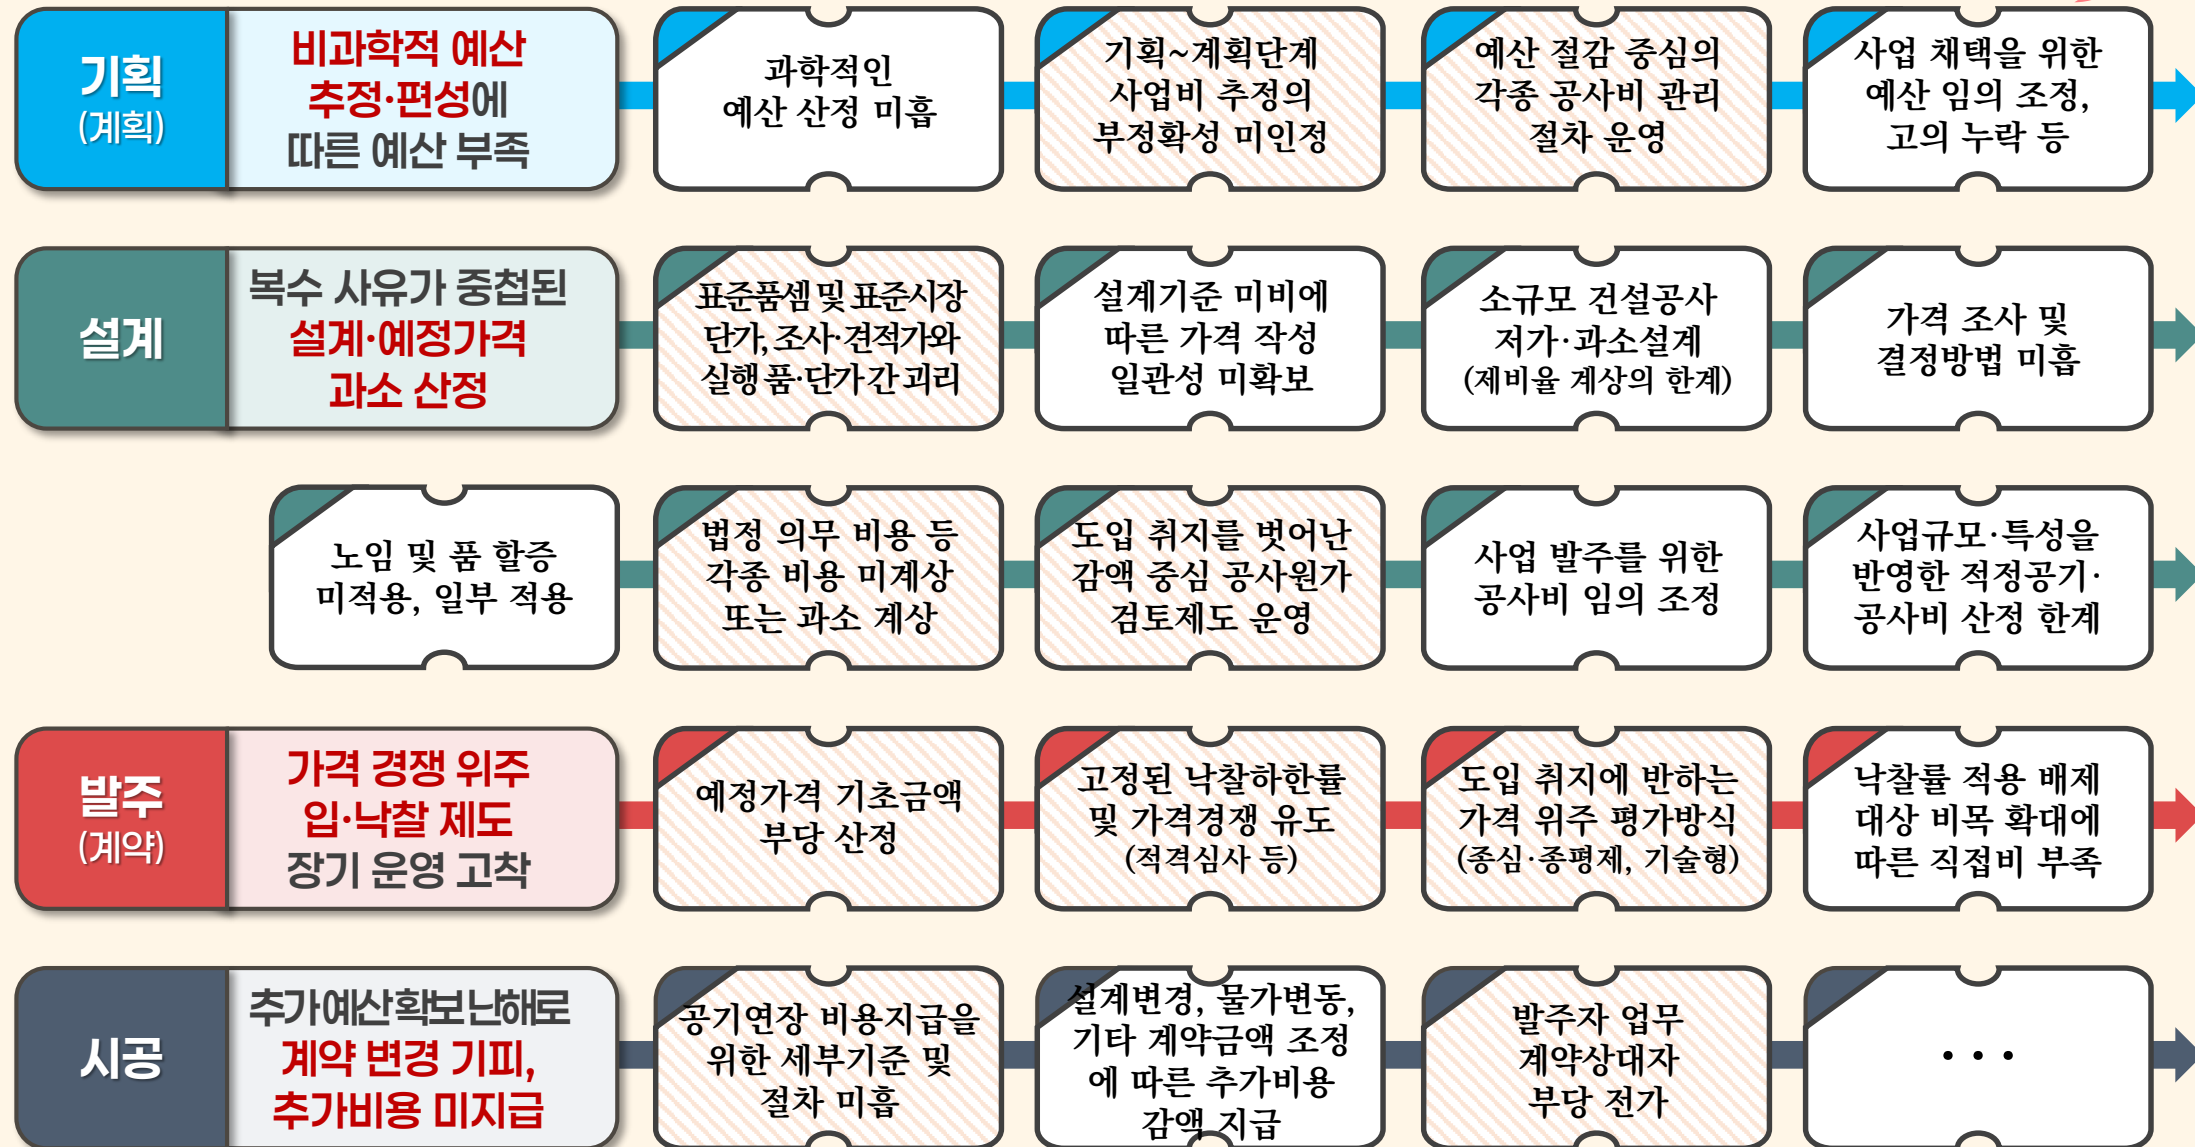 기획
(계획)
비과학적 예산
추정·편성에
따른 예산 부족
과학적인
예산 산정 미흡
기획~계획단계
사업비 추정의
부정확성 미인정
예산 절감 중심의
각종 공사비 관리
절차 운영
사업 채택을 위한
예산 임의 조정,
고의 누락 등
설계
복수 사유가 중첩된
설계·예정가격
과소 산정
표준품셈 및 표준시장
단가, 조사·견적가와
실행 품·단가 간 괴리
설계기준 미비에
따른 가격 작성
일관성 미확보
소규모 건설공사
저가·과소설계
(제비율 계상의 한계)
가격 조사 및
결정방법 미흡
노임 및 품 할증
미적용, 일부 적용
법정 의무 비용 등
각종 비용 미계상
또는 과소 계상
도입 취지를 벗어난
감액 중심 공사원가
검토제도 운영
사업 발주를 위한
공사비 임의 조정
사업규모·특성을
반영한 적정공기·
공사비 산정 한계
발주
(계약)
가격 경쟁 위주
입·낙찰 제도
장기 운영 고착
예정가격 기초금액
부당 산정
고정된 낙찰하한률
및 가격경쟁 유도
(적격심사 등)
도입 취지에 반하는
가격 위주 평가방식
(종심·종평제, 기술형)
낙찰률 적용 배제
대상 비목 확대에
따른 직접비 부족
시공
추가 예산 확보 난해로
계약 변경 기피,
추가비용 미지급
공기연장 비용지급을
위한 세부기준 및
절차 미흡
설계변경, 물가변동,
기타 계약금액 조정
에 따른 추가비용
감액 지급
발주자 업무
계약상대자
부당 전가
· · ·